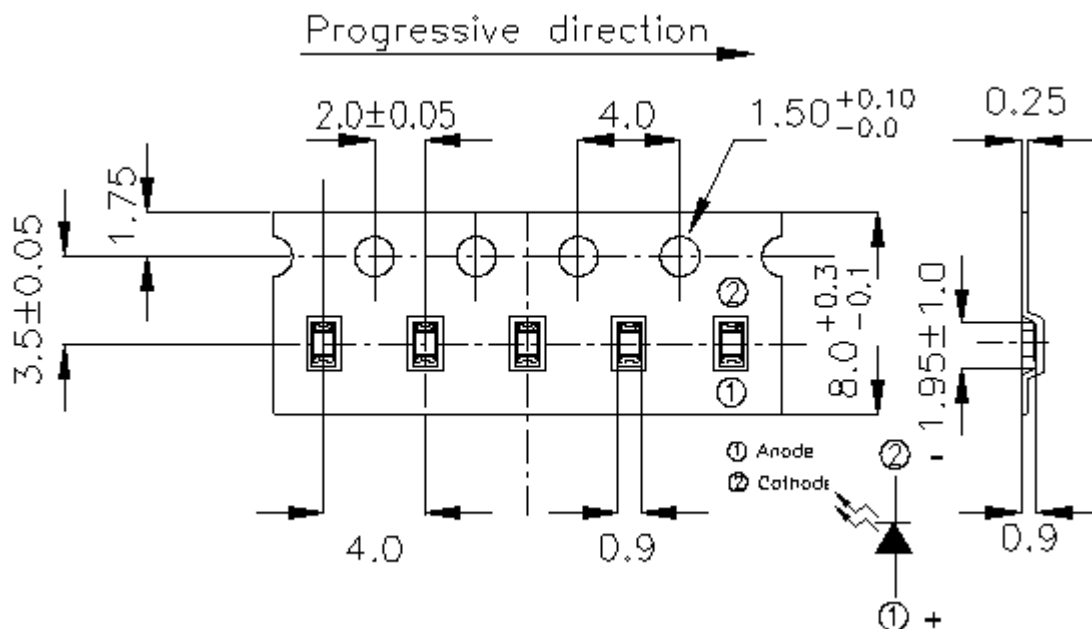 Progressive direction
2.0±0.05
4.0
1.50 +0.10 -0.0
0.25
1.75
3.5±0.05
②
①
8.0 +0.3 -0.1
1.95±1.0
① Anode
② Cathode
② -
4.0
0.9
0.9
① +